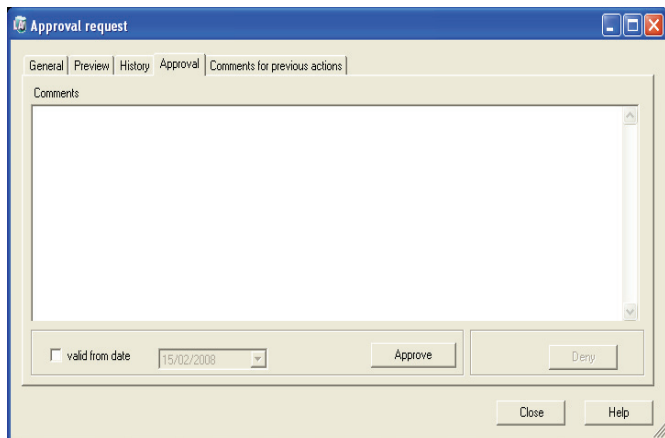 Approval request
General Preview History Approval Comments for previous actions
Comments
valid from date 15/02/2008 Approve Deny
Close Help